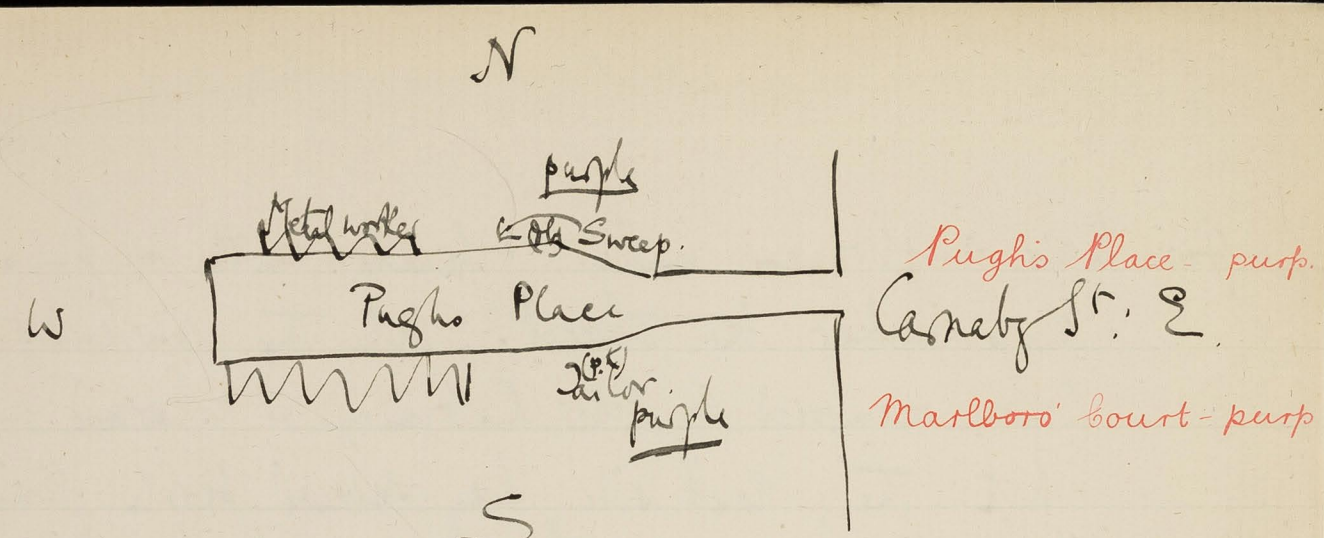 N
purple
Metal worker
Sweep.
Pughs Place - purp.
W
Pughs Place
Carnaby St. E.
(p.t)
Tailor
purple
Marlboro' Court - purp
S